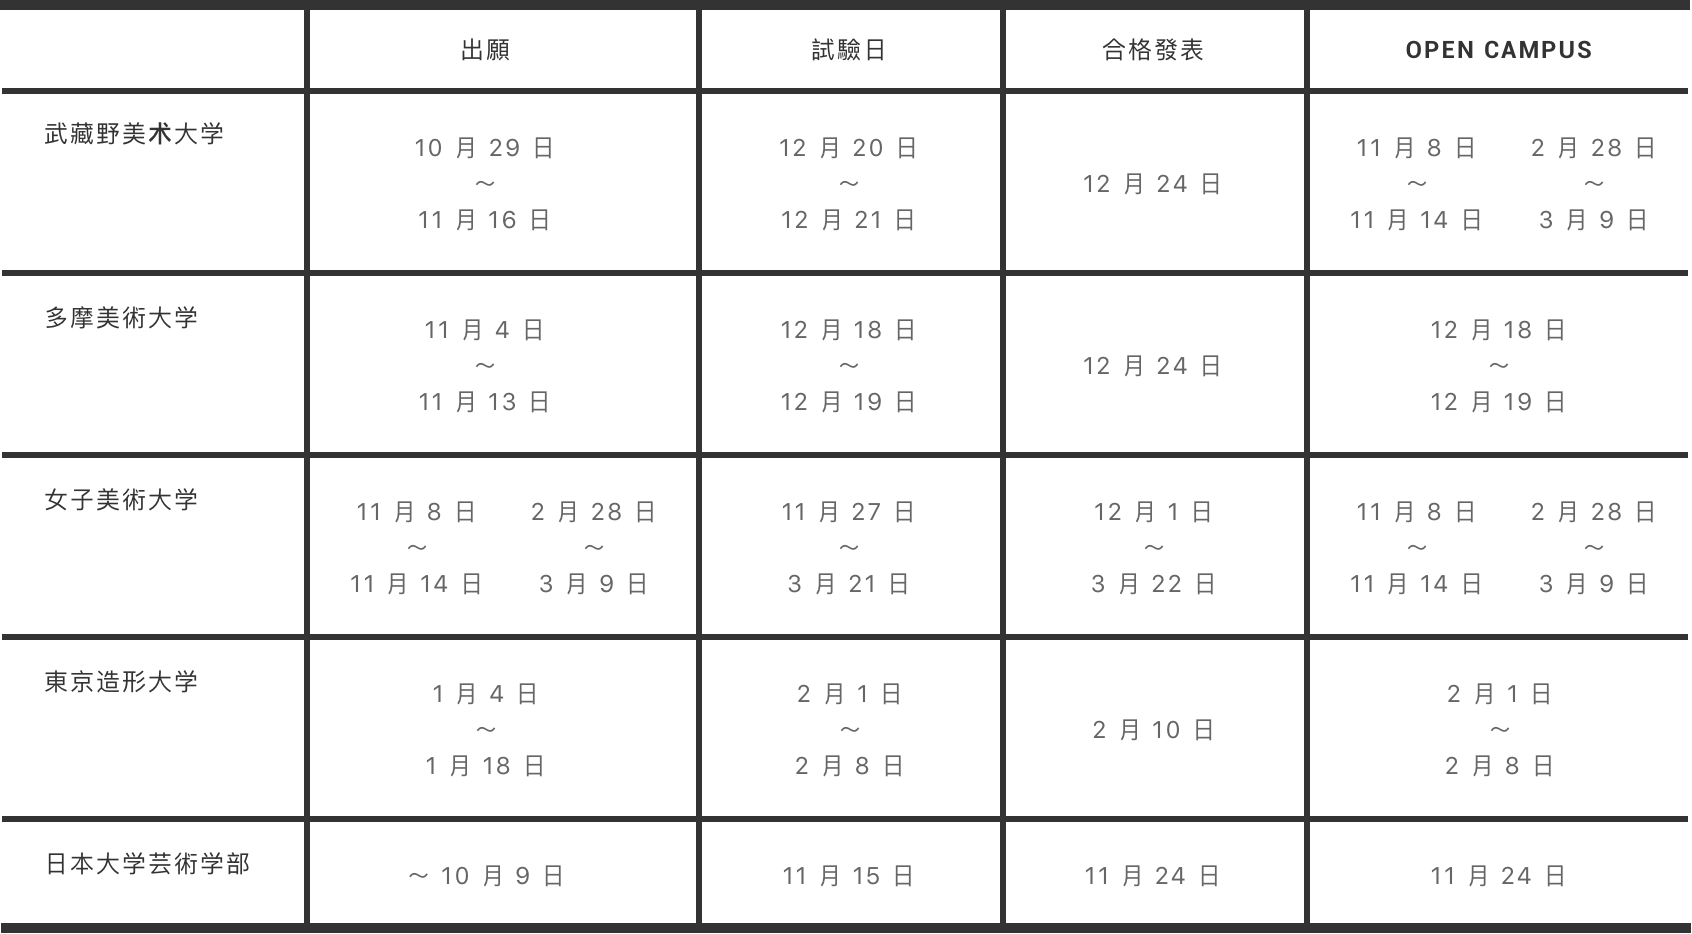 出願 試驗日 合格發表 OPEN CAMPUS
武藏野美术大学
10 月 29 日
～
11 月 16 日
12 月 20 日
～
12 月 21 日
12 月 24 日
11 月 8 日
～
11 月 14 日
2 月 28 日
～
3 月 9 日
多摩美術大学
11 月 4 日
～
11 月 13 日
12 月 18 日
～
12 月 19 日
12 月 24 日
12 月 18 日
～
12 月 19 日
女子美術大学
11 月 8 日
～
11 月 14 日
2 月 28 日
～
3 月 9 日
11 月 27 日
～
3 月 21 日
12 月 1 日
～
3 月 22 日
11 月 8 日
～
11 月 14 日
2 月 28 日
～
3 月 9 日
東京造形大学
1 月 4 日
～
1 月 18 日
2 月 1 日
～
2 月 8 日
2 月 10 日
2 月 1 日
～
2 月 8 日
日本大学芸術学部
～ 10 月 9 日
11 月 15 日
11 月 24 日
11 月 24 日